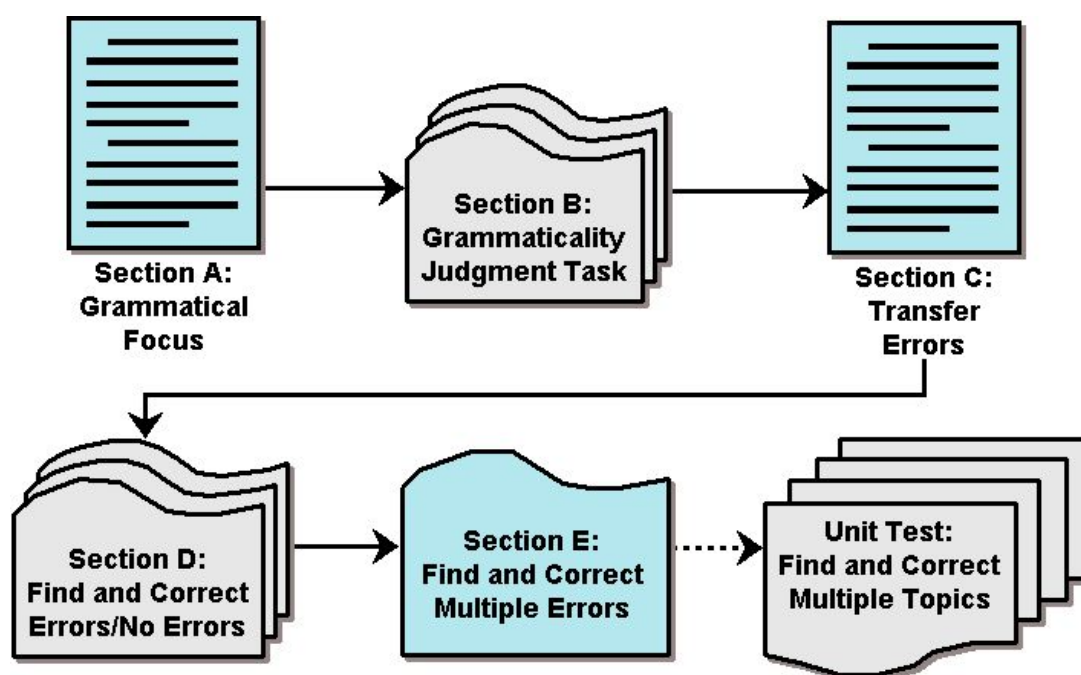 Section A:
Grammatical
Focus
Section B:
Grammaticality
Judgment Task
Section C:
Transfer
Errors
Section D:
Find and Correct
Errors/No Errors
Section E:
Find and Correct
Multiple Errors
Unit Test:
Find and Correct
Multiple Topics